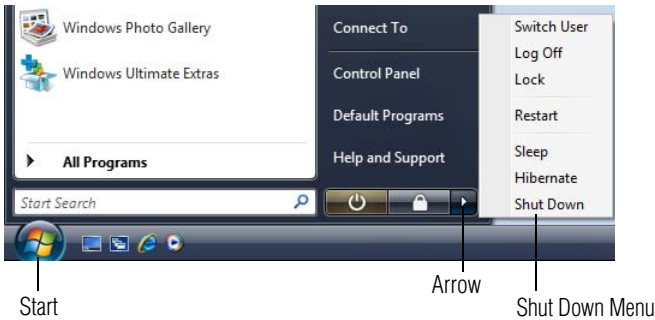 Windows Photo Gallery
Windows Ultimate Extras
All Programs
Start Search
Connect To
Control Panel
Default Programs
Help and Support
Switch User
Log Off
Lock
Restart
Sleep
Hibernate
Shut Down
Start
Arrow
Shut Down Menu